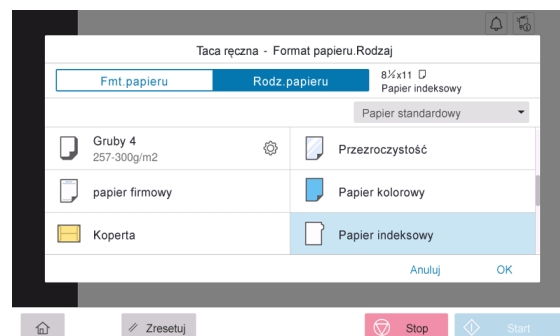 Taca ręczna - Format papieru.Rodzaj
Fmt.papieru
Rodz.papieru
8½x11
Papier indeksowy
Papier standardowy
Gruby 4
257-300g/m2
Przezroczystość
papier firmowy
Papier kolorowy
Koperta
Papier indeksowy
Anuluj
OK
Zresetuj
Stop
Start